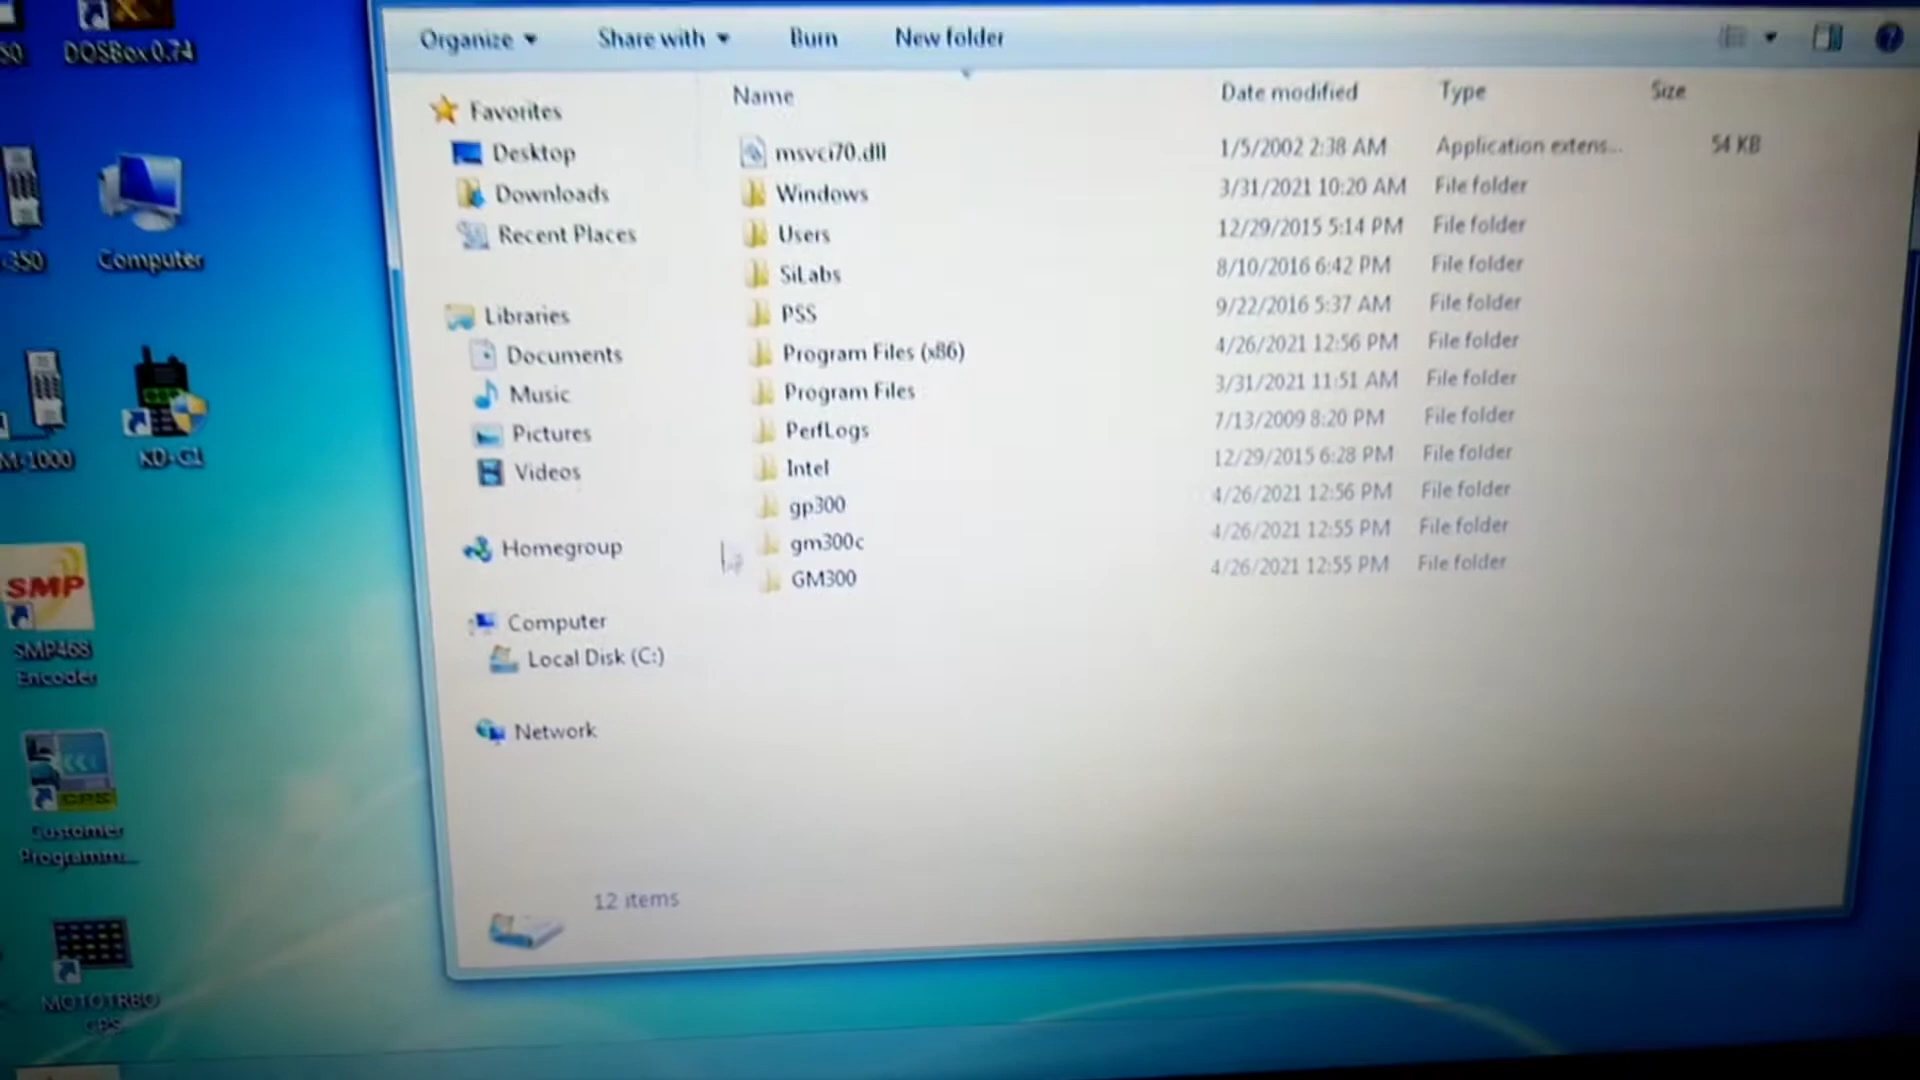 DOSBox 0.74
Computer
-350
M-1000
KD-C1
SMP
SMP468
Encoder
CPS
Customer
Programm...
MOTOTRBO
CPS
Organize
Share with
Burn
New folder
Favorites
Desktop
Downloads
Recent Places
Libraries
Documents
Music
Pictures
Videos
Homegroup
Computer
Local Disk (C:)
Network
Name Date modified Type Size
msvci70.dll 1/5/2002 2:38 AM Application extens... 54 KB
Windows 3/31/2021 10:20 AM File folder
Users 12/29/2015 5:14 PM File folder
SiLabs 8/10/2016 6:42 PM File folder
PSS 9/22/2016 5:37 AM File folder
Program Files (x86) 4/26/2021 12:56 PM File folder
Program Files 3/31/2021 11:51 AM File folder
PerfLogs 7/13/2009 8:20 PM File folder
Intel 12/29/2015 6:28 PM File folder
gp300 4/26/2021 12:56 PM File folder
gm300c 4/26/2021 12:55 PM File folder
GM300 4/26/2021 12:55 PM File folder
12 items